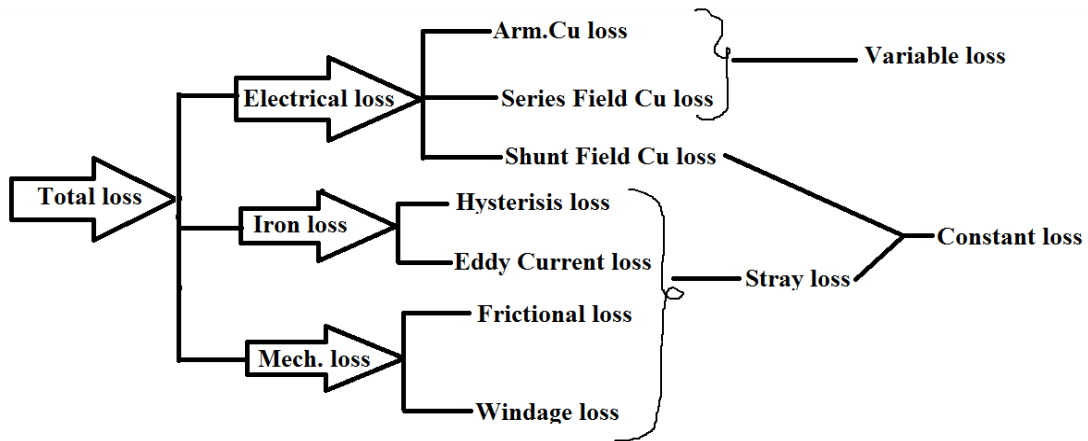 Arm.Cu loss
Variable loss
Electrical loss
Series Field Cu loss
Shunt Field Cu loss
Total loss
Hysterisis loss
Iron loss
Constant loss
Eddy Current loss
Stray loss
Frictional loss
Mech. loss
Windage loss